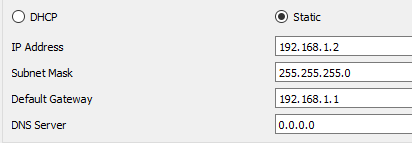 DHCP Static
IP Address 192.168.1.2
Subnet Mask 255.255.255.0
Default Gateway 192.168.1.1
DNS Server 0.0.0.0